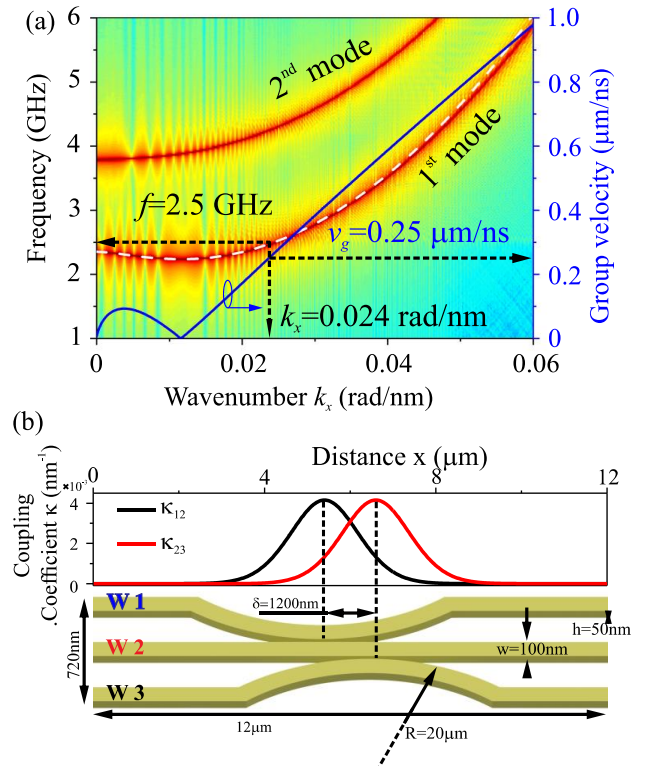 (a)
Frequency (GHz)
6
5
4
3
2
1
2nd mode
1st mode
f=2.5 GHz
vg=0.25 μm/ns
kx=0.024 rad/nm
1.0
0.8
0.6
0.4
0.2
0
Group velocity (μm/ns)
0
0.02
0.04
0.06
Wavenumber kx (rad/nm)
(b)
Distance x (μm)
0
4
8
12
×10-3
Coupling
.Coefficient κ (nm-1)
4
2
0
κ12
κ23
δ=1200nm
W 1
W 2
W 3
720nm
h=50nm
w=100nm
12μm
R=20μm